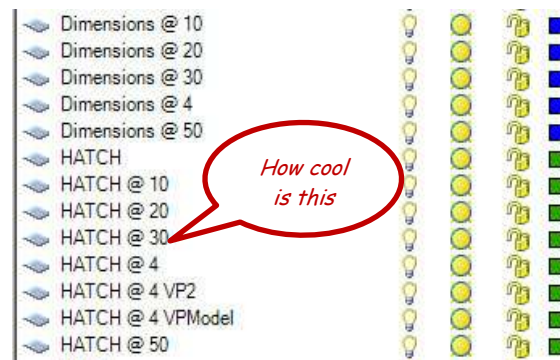 Dimensions @ 10
Dimensions @ 20
Dimensions @ 30
Dimensions @ 4
Dimensions @ 50
HATCH
HATCH @ 10
HATCH @ 20
HATCH @ 30
HATCH @ 4
HATCH @ 4 VP2
HATCH @ 4 VPModel
HATCH @ 50
How cool
is this